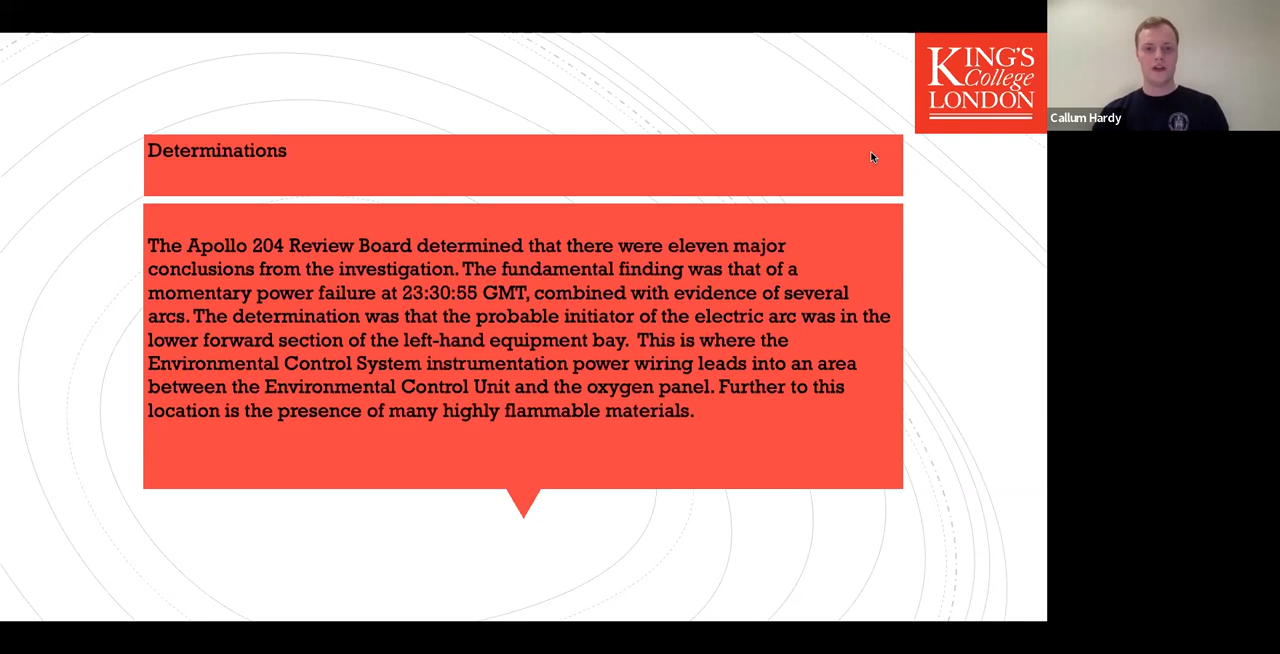 KING'S
College
LONDON
Callum Hardy
Determinations
The Apollo 204 Review Board determined that there were eleven major
conclusions from the investigation. The fundamental finding was that of a
momentary power failure at 23:30:55 GMT, combined with evidence of several
arcs. The determination was that the probable initiator of the electric arc was in the
lower forward section of the left-hand equipment bay.  This is where the
Environmental Control System instrumentation power wiring leads into an area
between the Environmental Control Unit and the oxygen panel. Further to this
location is the presence of many highly flammable materials.